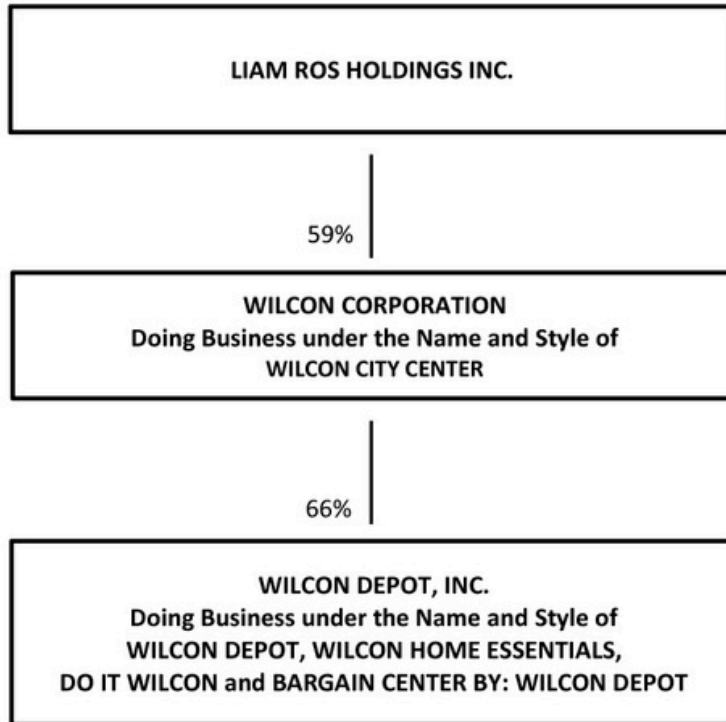 LIAM ROS HOLDINGS INC.
59%
WILCON CORPORATION
Doing Business under the Name and Style of
WILCON CITY CENTER
66%
WILCON DEPOT, INC.
Doing Business under the Name and Style of
WILCON DEPOT, WILCON HOME ESSENTIALS,
DO IT WILCON and BARGAIN CENTER BY: WILCON DEPOT